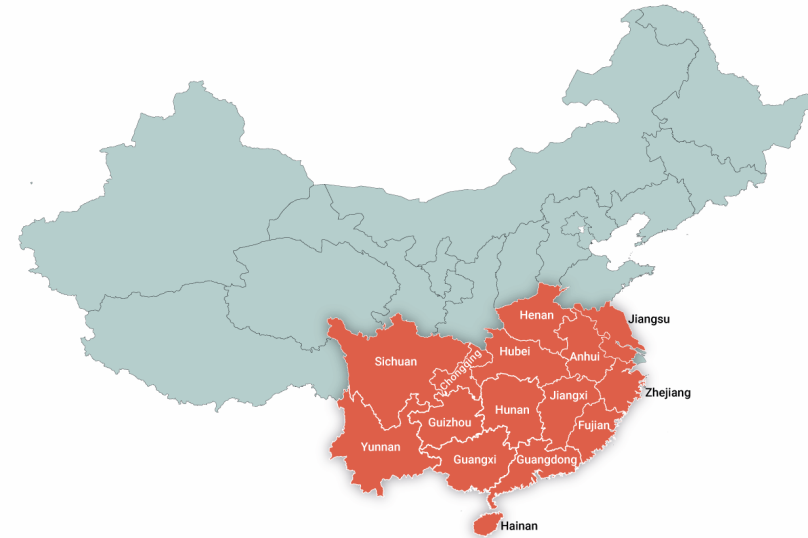 Henan
Jiangsu
Hubei
Anhui
Sichuan
Chongqing
Zhejiang
Jiangxi
Hunan
Guizhou
Fujian
Yunnan
Guangxi
Guangdong
Hainan